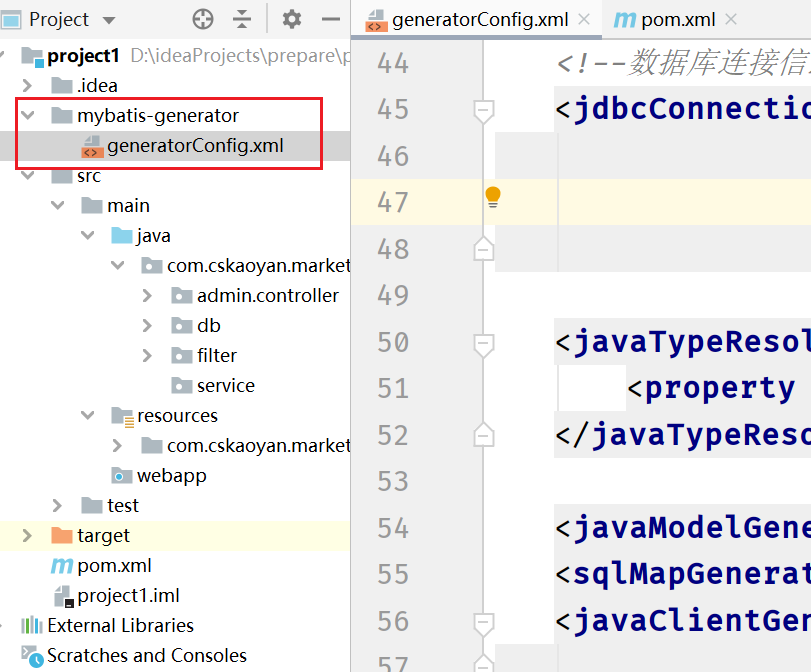 Project
project1 D:\ideaProjects\prepare\p
.idea
mybatis-generator
generatorConfig.xml
src
main
java
com.cskaoyan.market
admin.controller
db
filter
service
resources
com.cskaoyan.market
webapp
test
target
pom.xml
project1.iml
External Libraries
Scratches and Consoles
generatorConfig.xml
pom.xml
44 <!--数据库连接信
45 <jdbcConnectio
46
47
48
49
50 <javaTypeResol
51 <property
52 </javaTypeReso
53
54 <javaModelGene
55 <sqlMapGenerat
56 <javaClientGen
57